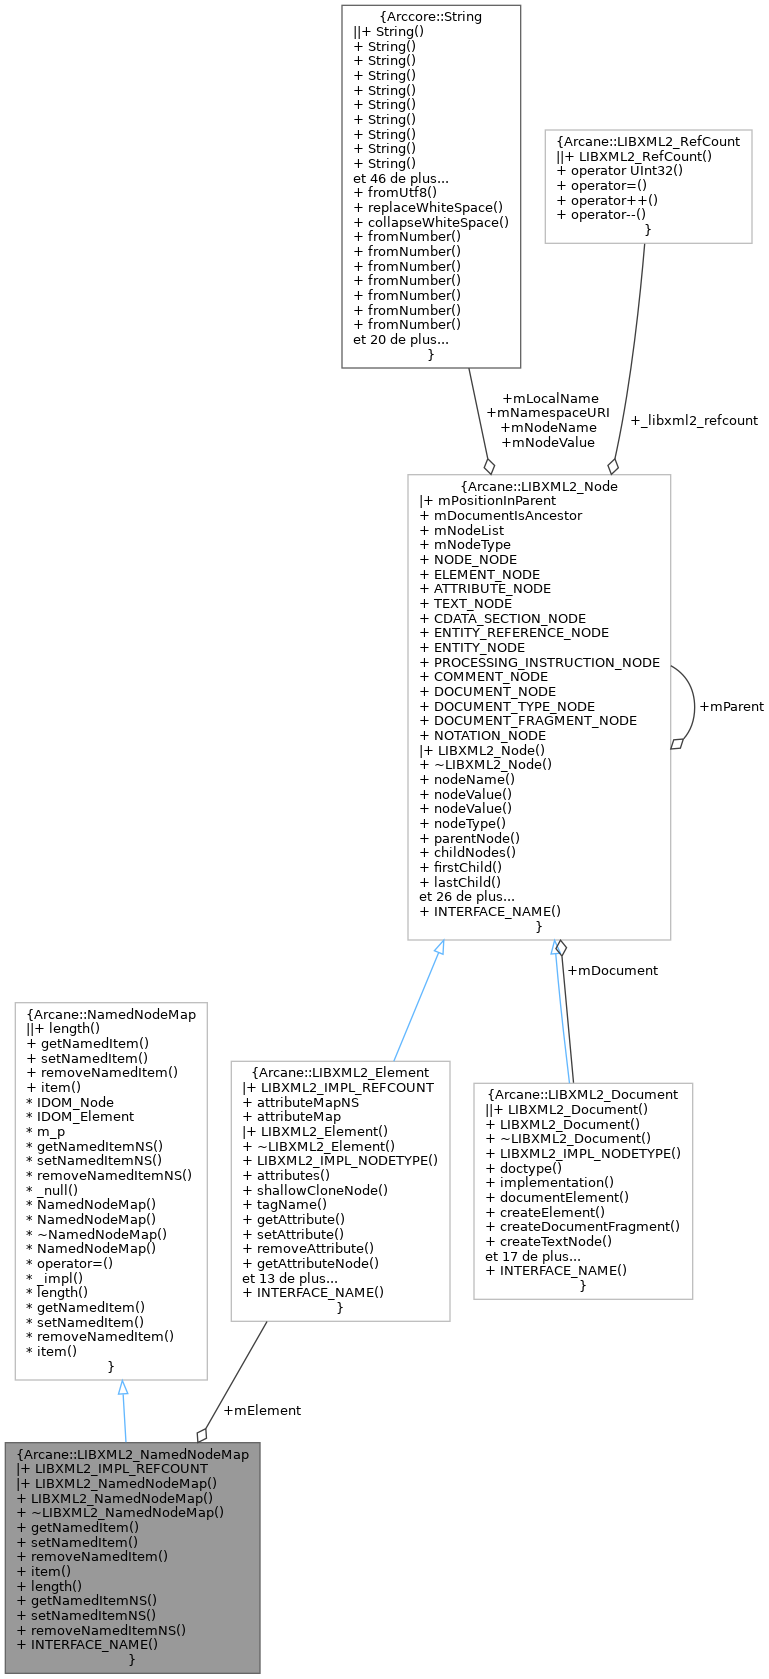 {Arccore::String
||+ String()
+ String()
+ String()
+ String()
+ String()
+ String()
+ String()
+ String()
+ String()
+ String()
et 46 de plus...
+ fromUtf8()
+ replaceWhiteSpace()
+ collapseWhiteSpace()
+ fromNumber()
+ fromNumber()
+ fromNumber()
+ fromNumber()
+ fromNumber()
+ fromNumber()
+ fromNumber()
et 20 de plus...
}
{Arcane::LIBXML2_RefCount
||+ LIBXML2_RefCount()
+ operator UInt32()
+ operator=()
+ operator++()
+ operator--()
}
+mLocalName
+mNamespaceURI
+mNodeName
+mNodeValue
+_libxml2_refcount
{Arcane::LIBXML2_Node
|+ mPositionInParent
+ mDocumentIsAncestor
+ mNodeList
+ mNodeType
+ NODE_NODE
+ ELEMENT_NODE
+ ATTRIBUTE_NODE
+ TEXT_NODE
+ CDATA_SECTION_NODE
+ ENTITY_REFERENCE_NODE
+ ENTITY_NODE
+ PROCESSING_INSTRUCTION_NODE
+ COMMENT_NODE
+ DOCUMENT_NODE
+ DOCUMENT_TYPE_NODE
+ DOCUMENT_FRAGMENT_NODE
+ NOTATION_NODE
|+ LIBXML2_Node()
+ ~LIBXML2_Node()
+ nodeName()
+ nodeValue()
+ nodeValue()
+ nodeType()
+ parentNode()
+ childNodes()
+ firstChild()
+ lastChild()
et 26 de plus...
+ INTERFACE_NAME()
}
+mParent
+mDocument
{Arcane::NamedNodeMap
||+ length()
+ getNamedItem()
+ setNamedItem()
+ removeNamedItem()
+ item()
* IDOM_Node
* IDOM_Element
* m_p
* getNamedItemNS()
* setNamedItemNS()
* removeNamedItemNS()
* _null()
* NamedNodeMap()
* NamedNodeMap()
* ~NamedNodeMap()
* NamedNodeMap()
* operator=()
* _impl()
* length()
* getNamedItem()
* setNamedItem()
* removeNamedItem()
* item()
}
{Arcane::LIBXML2_Element
|+ LIBXML2_IMPL_REFCOUNT
+ attributeMapNS
+ attributeMap
|+ LIBXML2_Element()
+ ~LIBXML2_Element()
+ LIBXML2_IMPL_NODETYPE()
+ attributes()
+ shallowCloneNode()
+ tagName()
+ getAttribute()
+ setAttribute()
+ removeAttribute()
+ getAttributeNode()
et 13 de plus...
+ INTERFACE_NAME()
}
{Arcane::LIBXML2_Document
||+ LIBXML2_Document()
+ LIBXML2_Document()
+ ~LIBXML2_Document()
+ LIBXML2_IMPL_NODETYPE()
+ doctype()
+ implementation()
+ documentElement()
+ createElement()
+ createDocumentFragment()
+ createTextNode()
et 17 de plus...
+ INTERFACE_NAME()
}
+mElement
{Arcane::LIBXML2_NamedNodeMap
|+ LIBXML2_IMPL_REFCOUNT
|+ LIBXML2_NamedNodeMap()
+ LIBXML2_NamedNodeMap()
+ ~LIBXML2_NamedNodeMap()
+ getNamedItem()
+ setNamedItem()
+ removeNamedItem()
+ item()
+ length()
+ getNamedItemNS()
+ setNamedItemNS()
+ removeNamedItemNS()
+ INTERFACE_NAME()
}